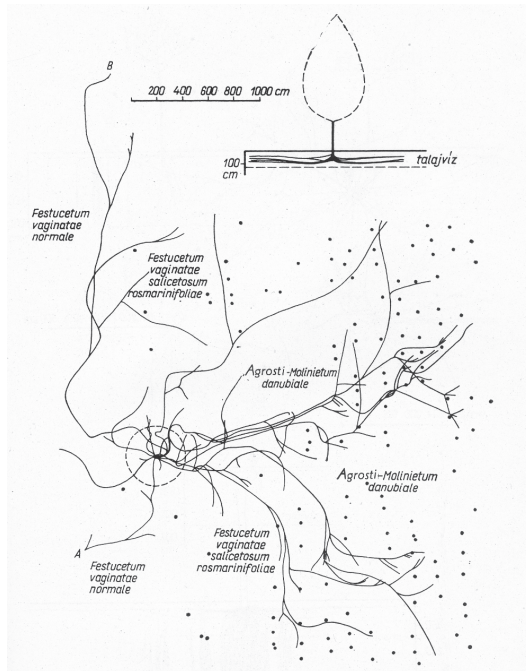 B
200 400 600 800 1000 cm
100
cm
talajvíz
Festucetum
vaginatae
normale
Festucetum
vaginatae
salicetosum
rosmarinifoliae
Agrosti-Molinietum
danubiale
Agrosti-Molinietum
danubiale
Festucetum
vaginatae
salicetosum
rosmarinifoliae
A
Festucetum
vaginatae
normale